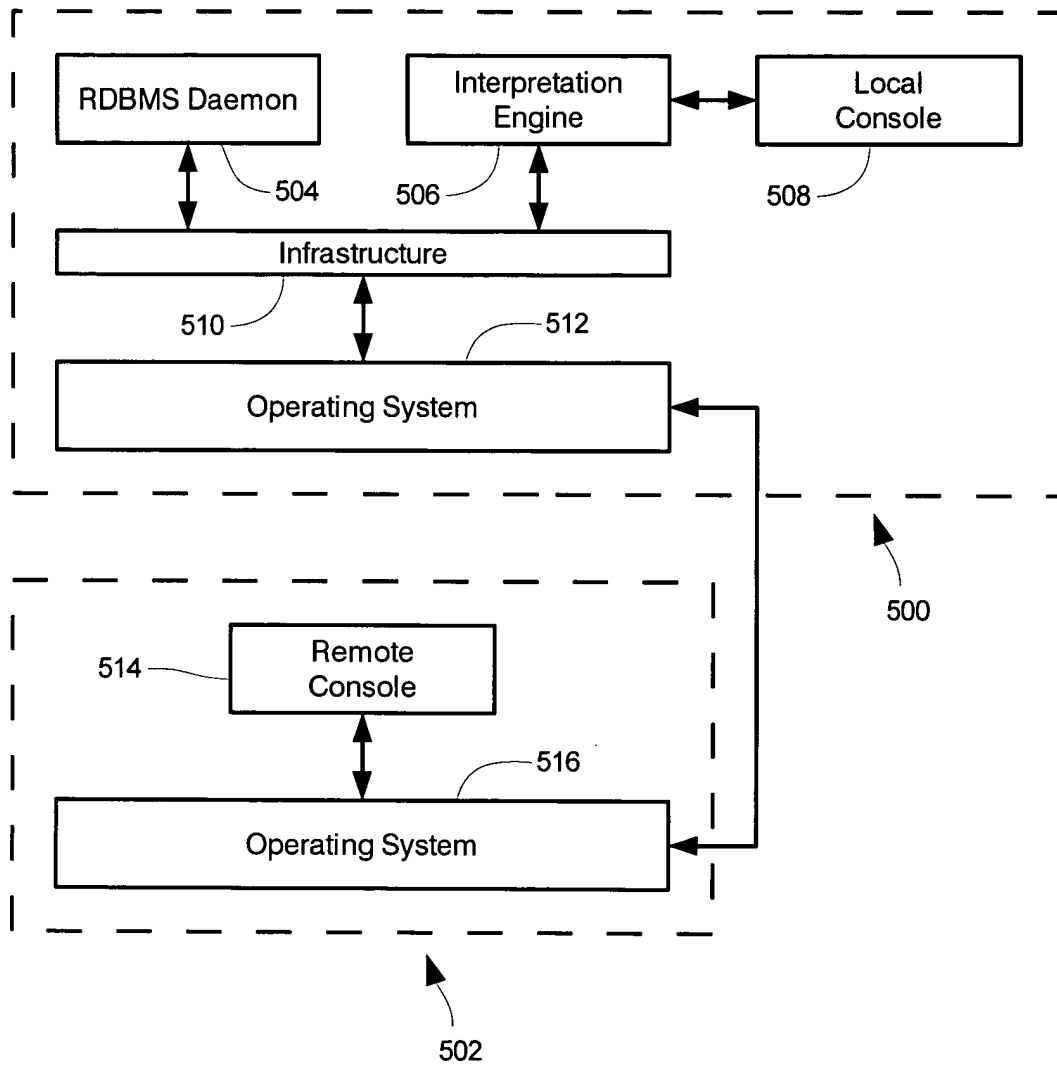 RDBMS Daemon
Interpretation
Engine
Local
Console
504
506
508
Infrastructure
510
512
Operating System
500
Remote
Console
514
516
Operating System
502